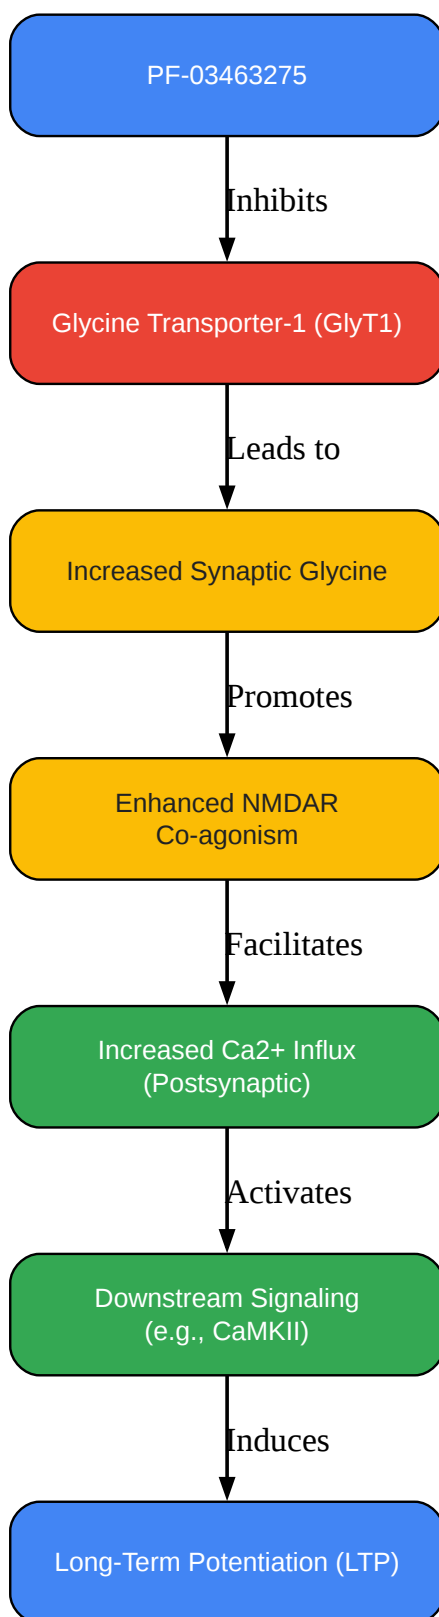 PF-03463275
Inhibits
Glycine Transporter-1 (GlyT1)
Leads to
Increased Synaptic Glycine
Promotes
Enhanced NMDAR
Co-agonism
Facilitates
Increased Ca2+ Influx
(Postsynaptic)
Activates
Downstream Signaling
(e.g., CaMKII)
Induces
Long-Term Potentiation (LTP)